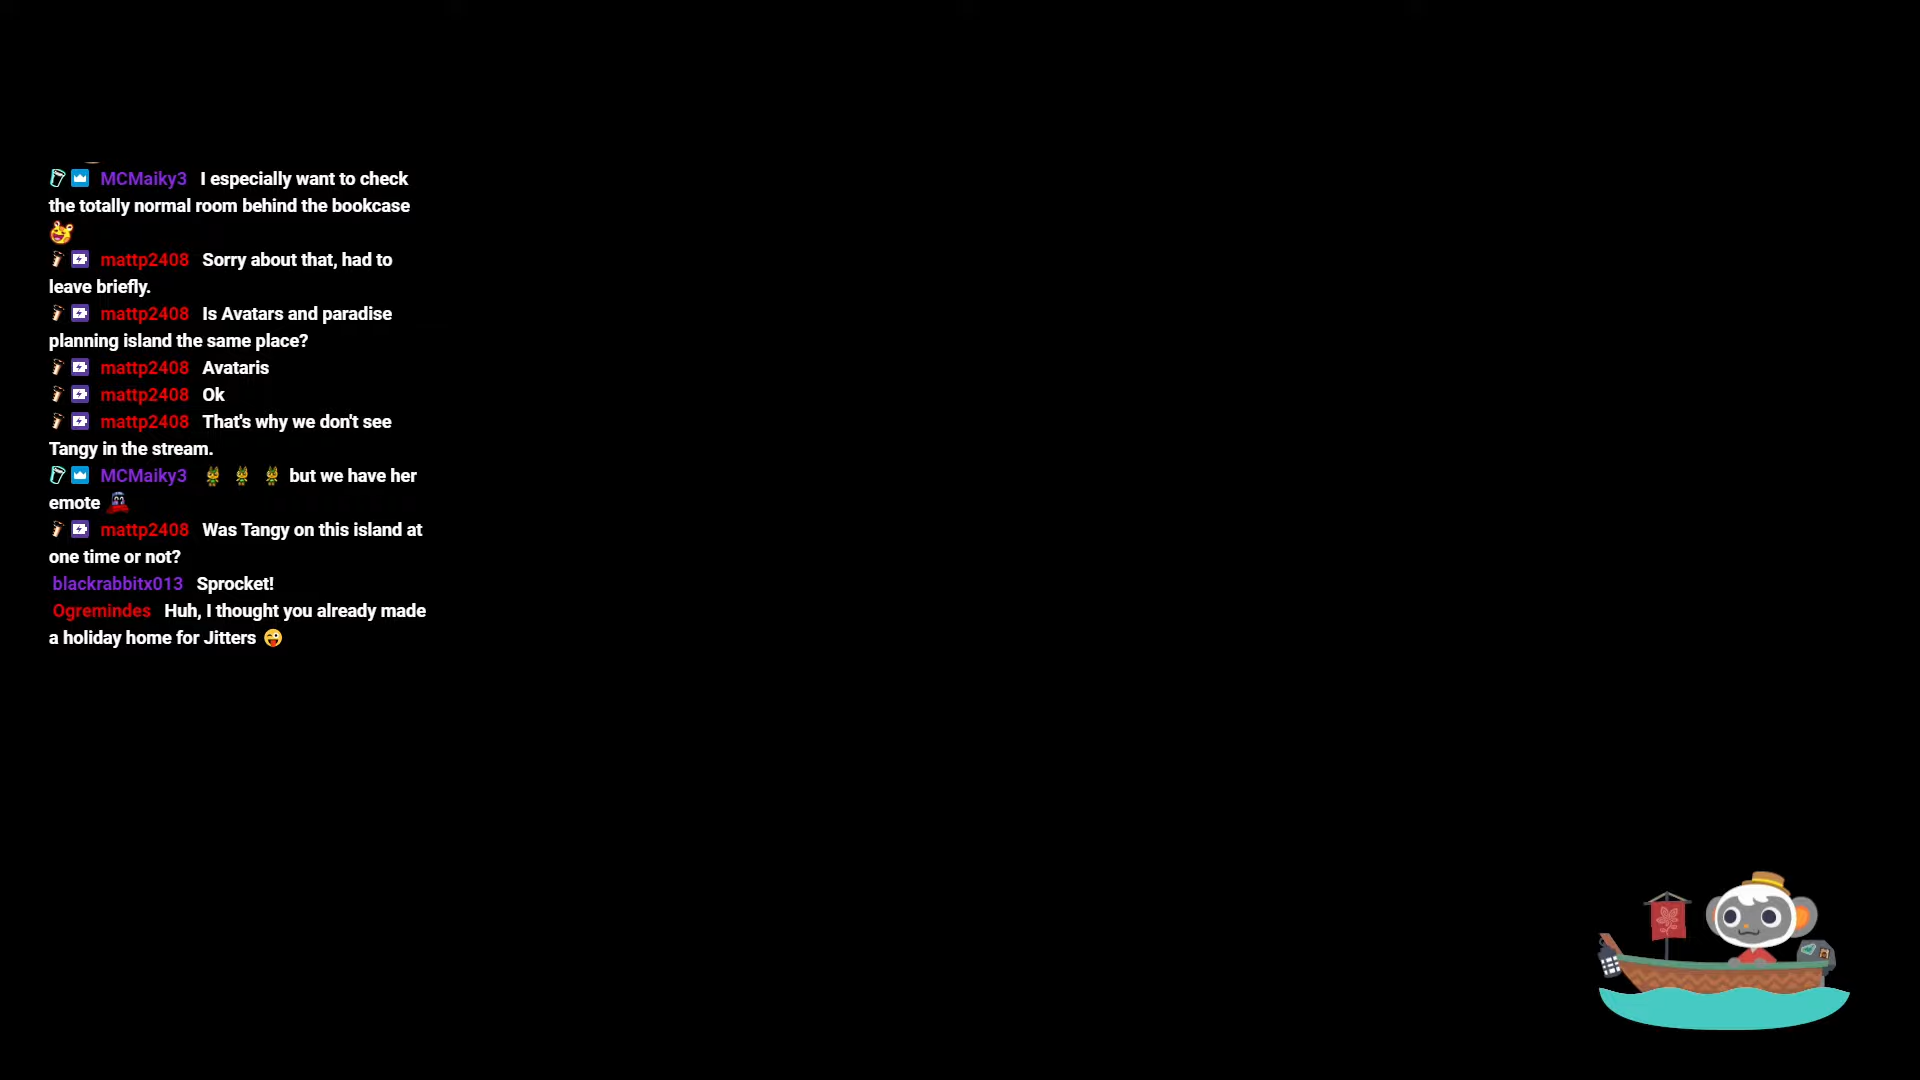 MCMaiky3 I especially want to check
the totally normal room behind the bookcase
mattp2408 Sorry about that, had to
leave briefly.
mattp2408 Is Avatars and paradise
planning island the same place?
mattp2408 Avataris
mattp2408 Ok
mattp2408 That's why we don't see
Tangy in the stream.
MCMaiky3 but we have her
emote
mattp2408 Was Tangy on this island at
one time or not?
blackrabbitx013 Sprocket!
Ogremindes Huh, I thought you already made
a holiday home for Jitters